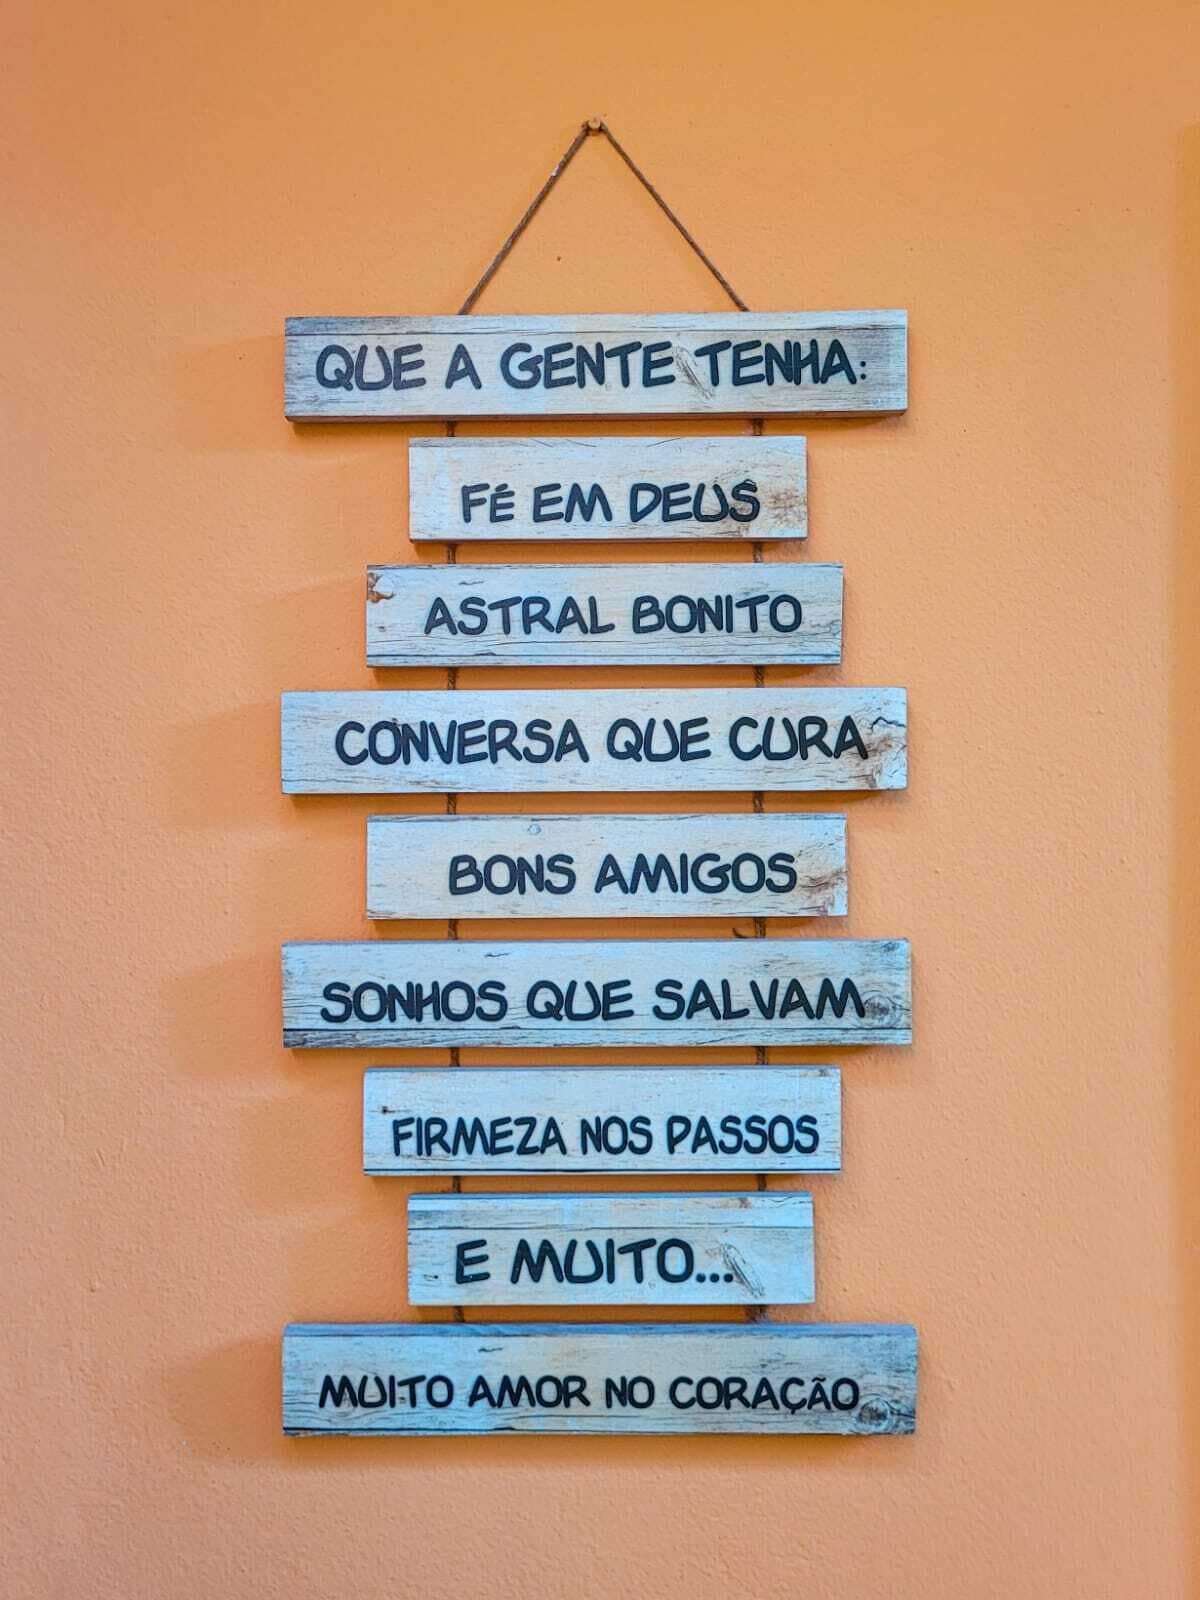 QUE A GENTE TENHA:
FÉ EM DEUS
ASTRAL BONITO
CONVERSA QUE CURA
BONS AMIGOS
SONHOS QUE SALVAM
FIRMEZA NOS PASSOS
E MUITO...
MUITO AMOR NO CORAÇÃO